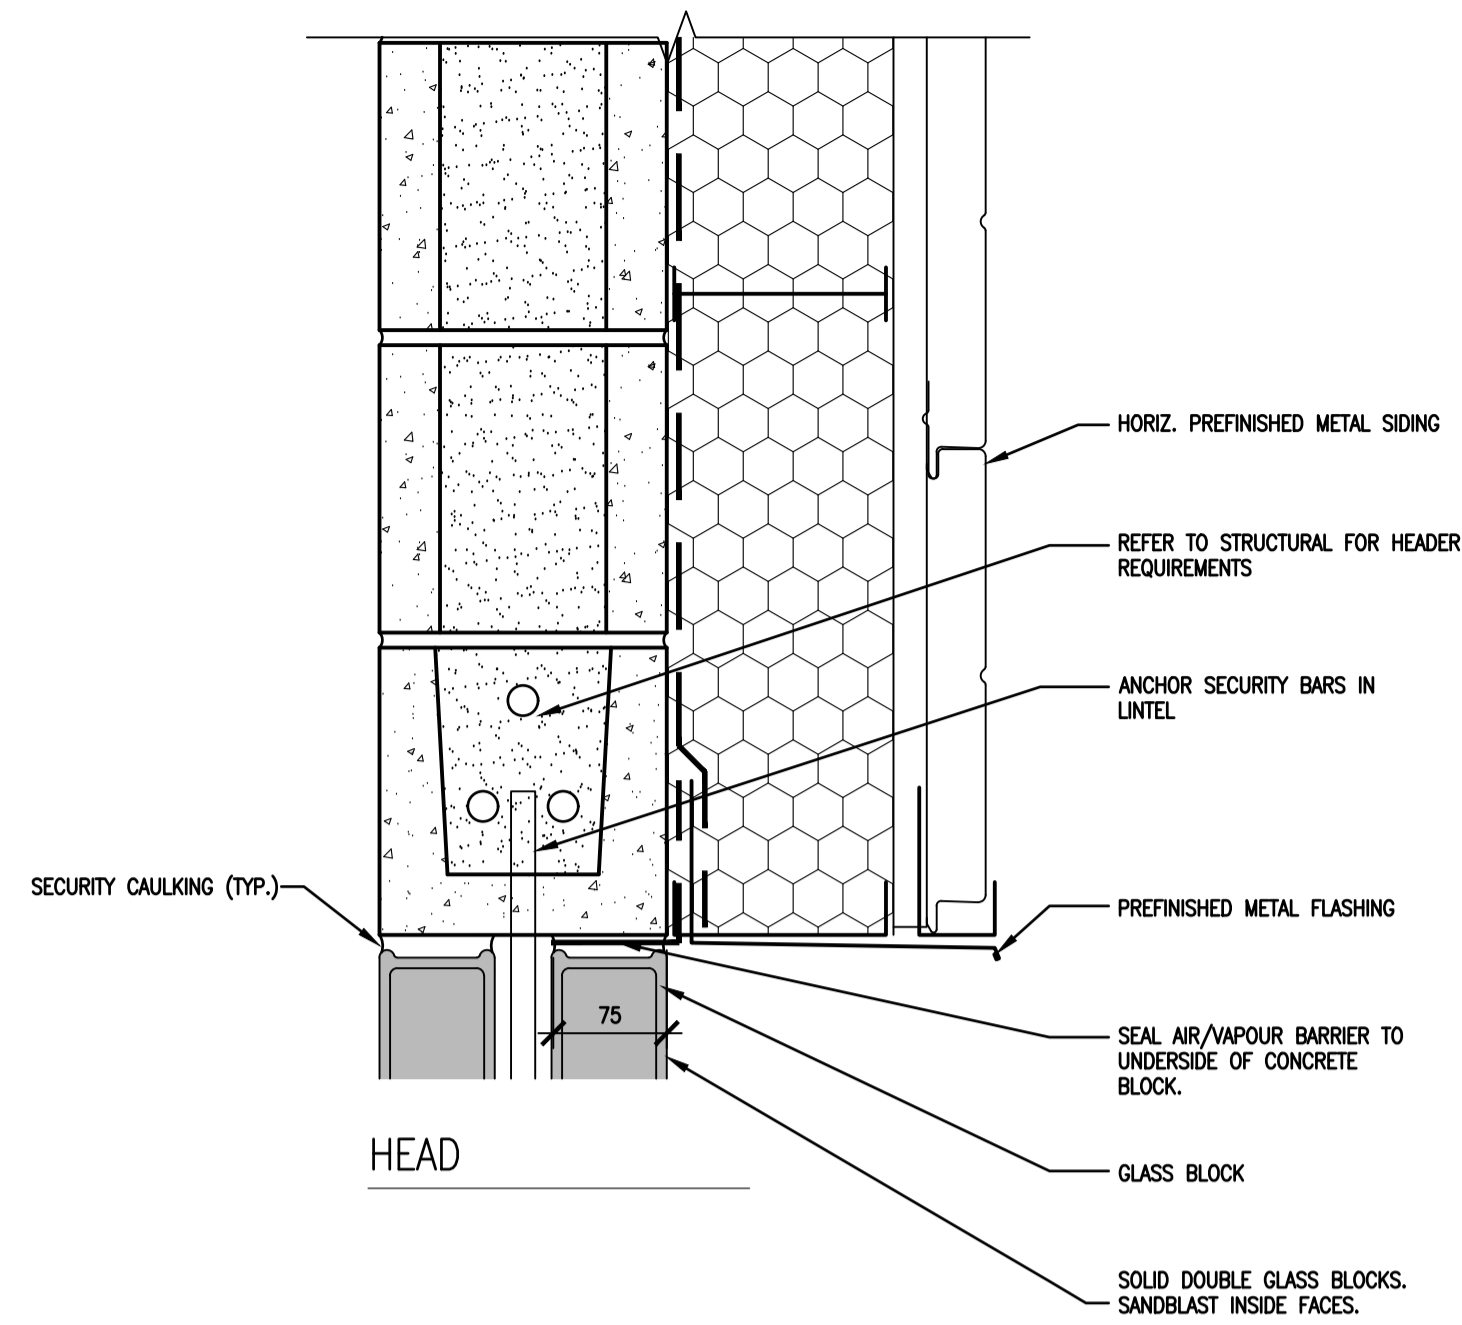 HORIZ. PREFINISHED METAL SIDING
REFER TO STRUCTURAL FOR HEADER
REQUIREMENTS
ANCHOR SECURITY BARS IN
LINTEL
SECURITY CAULKING (TYP.)
PREFINISHED METAL FLASHING
75
SEAL AIR/VAPOUR BARRIER TO
UNDERSIDE OF CONCRETE
BLOCK.
HEAD
GLASS BLOCK
SOLID DOUBLE GLASS BLOCKS.
SANDBLAST INSIDE FACES.